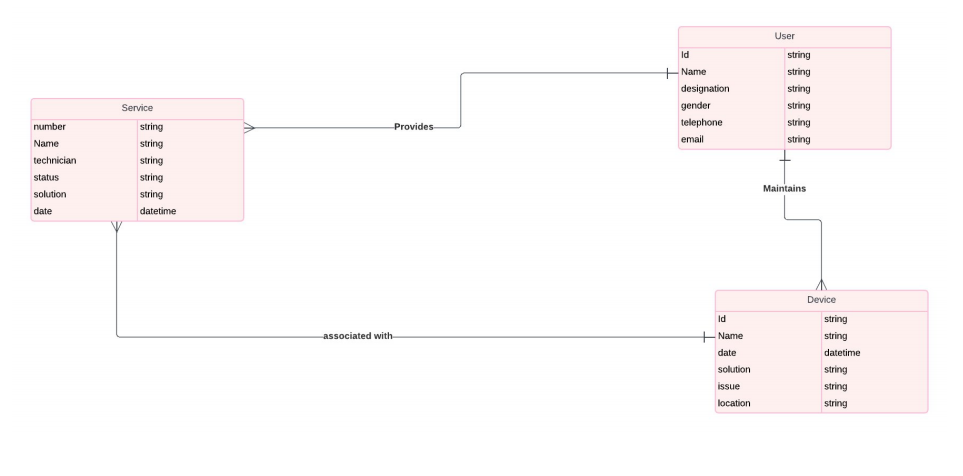 User
Id string
Name string
designation string
gender string
telephone string
email string
Service
number string
Name string
technician string
status string
solution string
date datetime
Provides
Maintains
associated with
Device
Id string
Name string
date datetime
solution string
issue string
location string